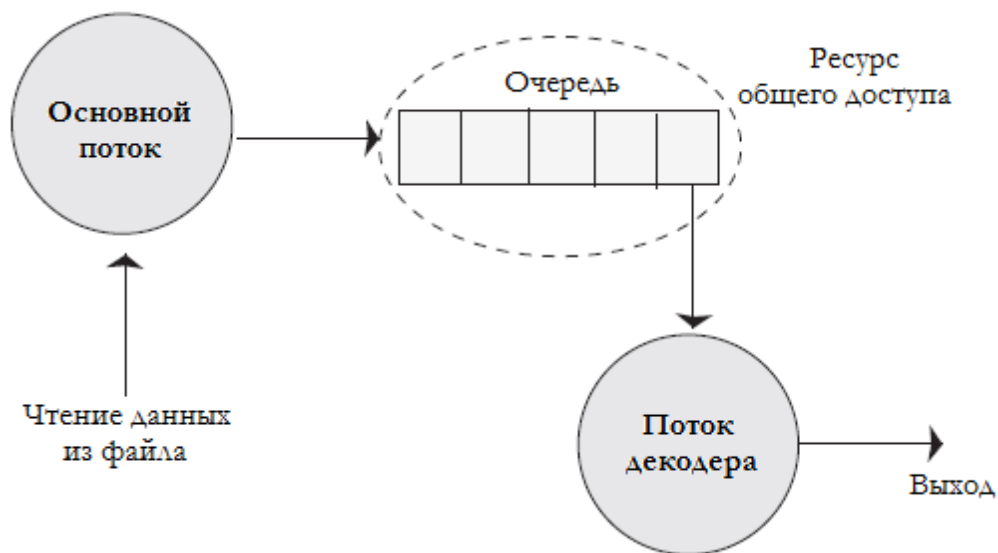 Основной
поток
Очередь
Ресурс
общего доступа
Чтение данных
из файла
Поток
декодера
Выход